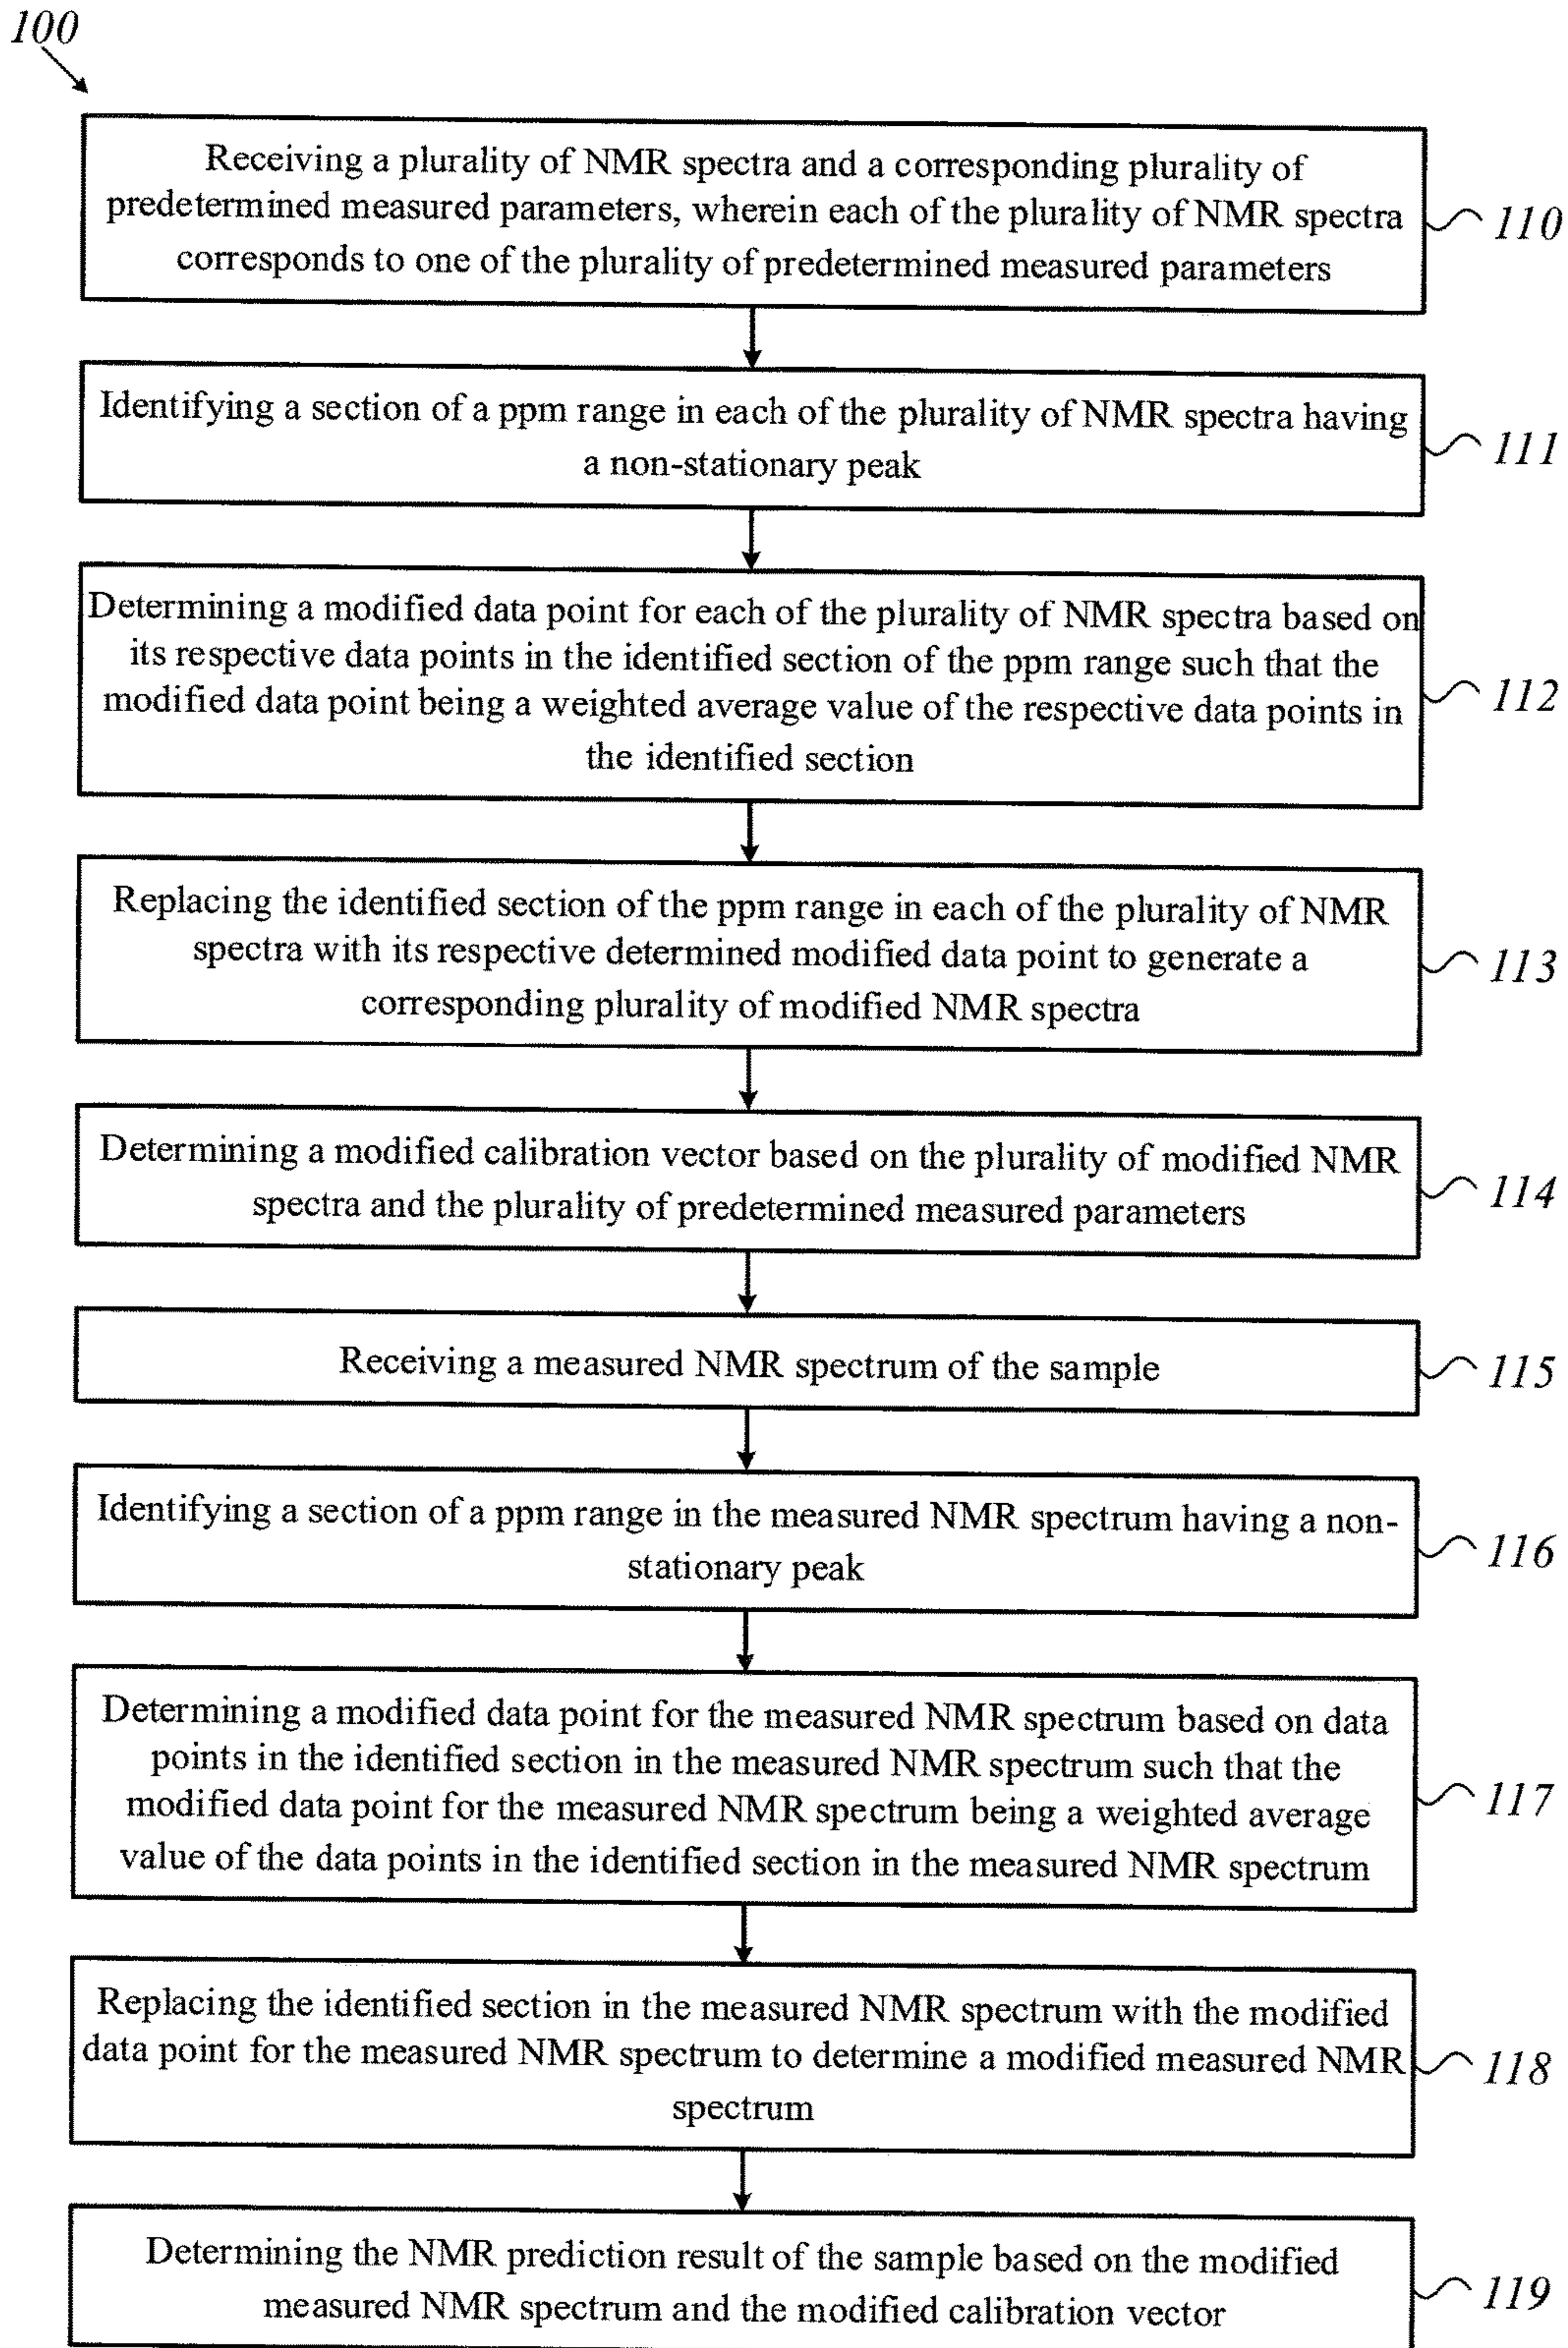 100
Receiving a plurality of NMR spectra and a corresponding plurality of
predetermined measured parameters, wherein each of the plurality of NMR spectra
corresponds to one of the plurality of predetermined measured parameters
110
Identifying a section of a ppm range in each of the plurality of NMR spectra having
a non-stationary peak
111
Determining a modified data point for each of the plurality of NMR spectra based on
its respective data points in the identified section of the ppm range such that the
modified data point being a weighted average value of the respective data points in
the identified section
112
Replacing the identified section of the ppm range in each of the plurality of NMR
spectra with its respective determined modified data point to generate a
corresponding plurality of modified NMR spectra
113
Determining a modified calibration vector based on the plurality of modified NMR
spectra and the plurality of predetermined measured parameters
114
Receiving a measured NMR spectrum of the sample
115
Identifying a section of a ppm range in the measured NMR spectrum having a non-
stationary peak
116
Determining a modified data point for the measured NMR spectrum based on data
points in the identified section in the measured NMR spectrum such that the
modified data point for the measured NMR spectrum being a weighted average
value of the data points in the identified section in the measured NMR spectrum
117
Replacing the identified section in the measured NMR spectrum with the modified
data point for the measured NMR spectrum to determine a modified measured NMR
spectrum
118
Determining the NMR prediction result of the sample based on the modified
measured NMR spectrum and the modified calibration vector
119